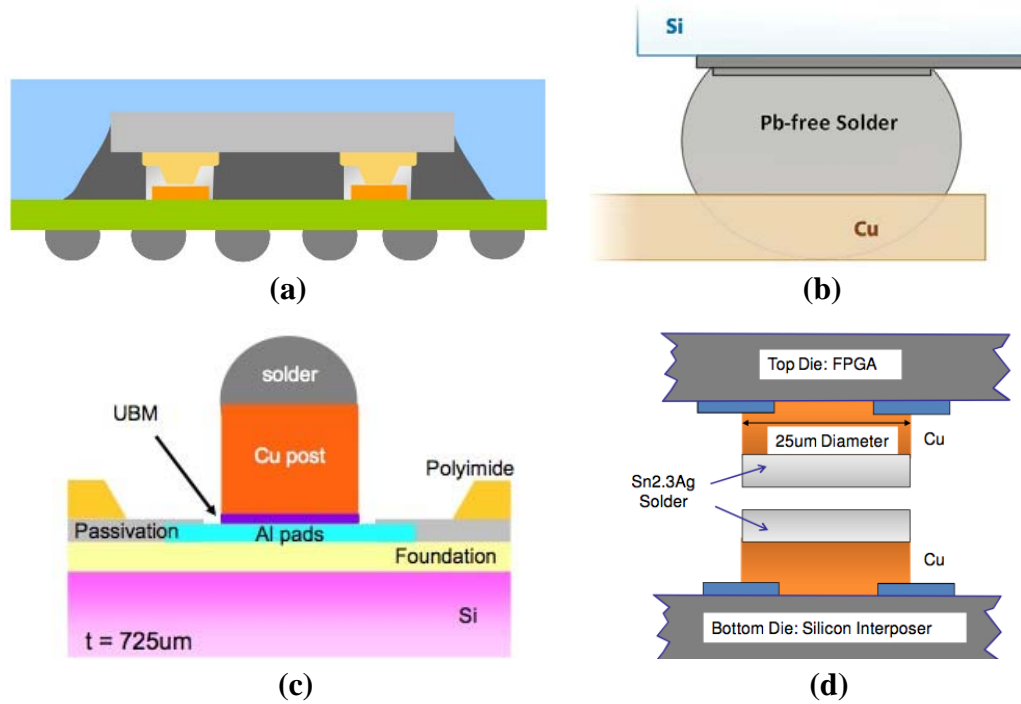 Si
Pb-free Solder
Cu
(a)
(b)
solder
UBM
Cu post
Polyimide
Passivation
Al pads
Foundation
Si
t = 725um
(c)
Top Die: FPGA
25um Diameter
Cu
Sn2.3Ag
Solder
Cu
Bottom Die: Silicon Interposer
(d)